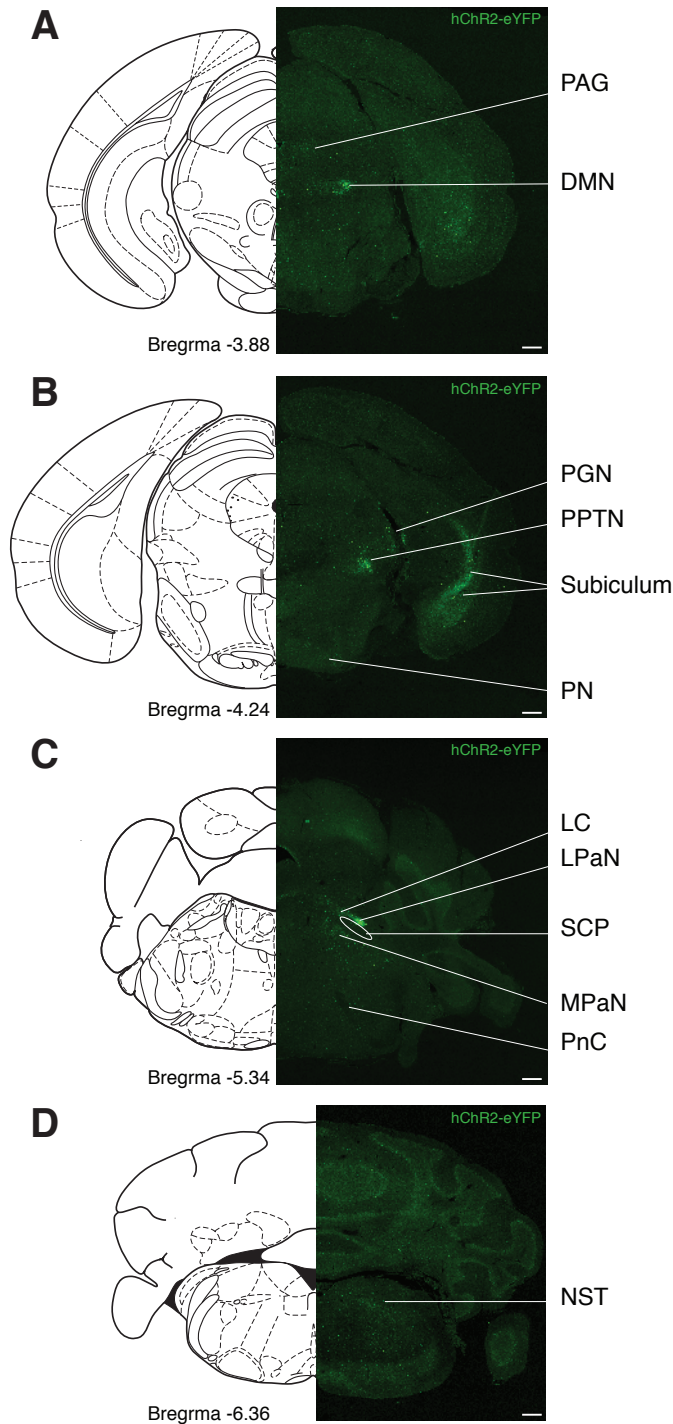 A
hChR2-eYFP
PAG
DMN
Bregrma -3.88
B
hChR2-eYFP
PGN
PPTN
Subiculum
PN
Bregrma -4.24
C
hChR2-eYFP
LC
LPaN
SCP
MPaN
PnC
Bregrma -5.34
D
hChR2-eYFP
NST
Bregrma -6.36